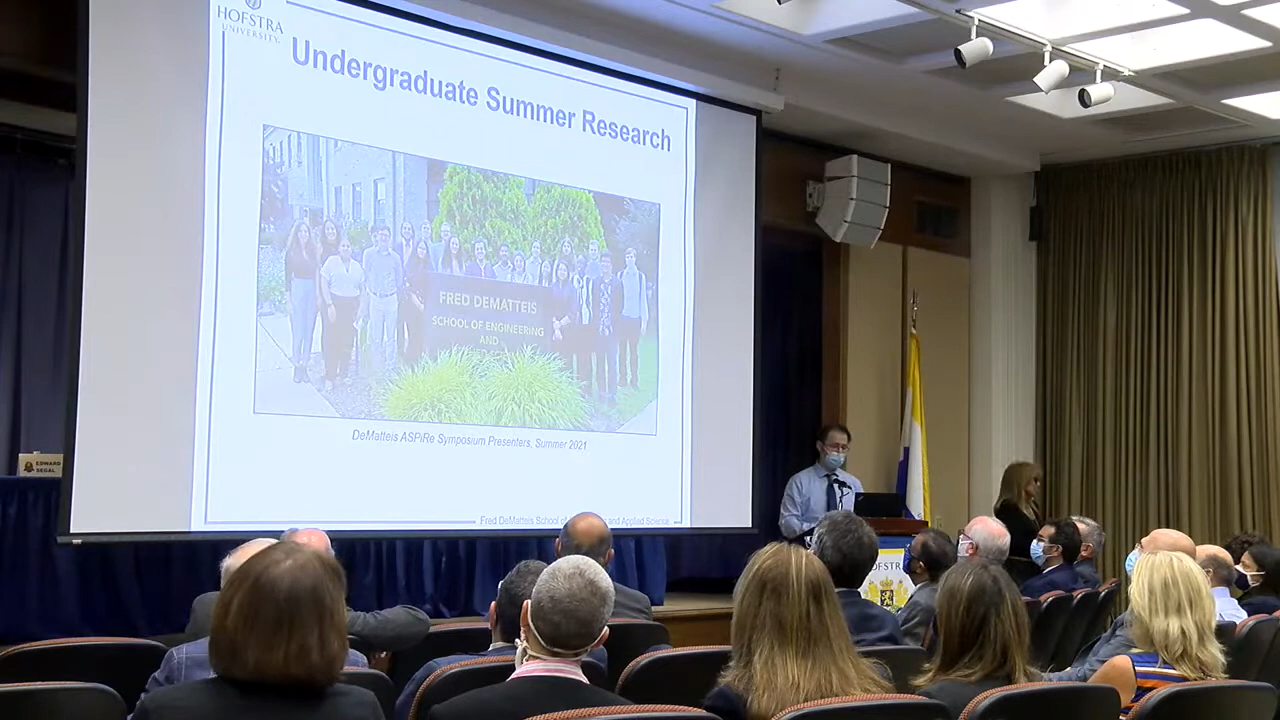 HOFSTRA
UNIVERSITY
Undergraduate Summer Research
FRED DEMATTEIS
SCHOOL OF ENGINEERING
AND
DeMatteis ASPiRe Symposium Presenters, Summer 2021
Fred DeMatteis School of and Applied Science
EDWARD
SEGAL
HOFSTR